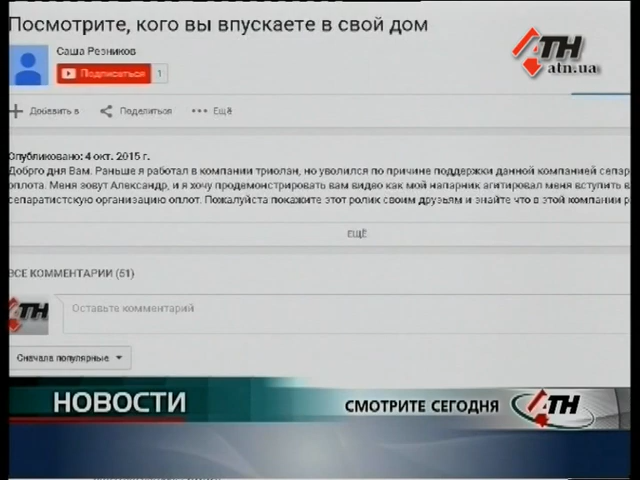 Посмотрите, кого вы впускаете в свой дом
Саша Резников
Подписаться 1
АТН
atn.ua
Добавить в Поделиться Ещё
Опубликовано: 4 окт. 2015 г.
Доброго дня Вам. Раньше я работал в компании триолан, но уволился по причине поддержки данной компанией сепар
оплота. Меня зовут Александр, и я хочу продемонстрировать вам видео как мой напарник агитировал меня вступить в
сепаратистскую организацию оплот. Пожалуйста покажите этот ролик своим друзьям и знайте что в этой компании р
ЕЩЁ
ВСЕ КОММЕНТАРИИ (51)
АТН
Оставьте комментарий
Сначала популярные
НОВОСТИ
СМОТРИТЕ СЕГОДНЯ
АТН